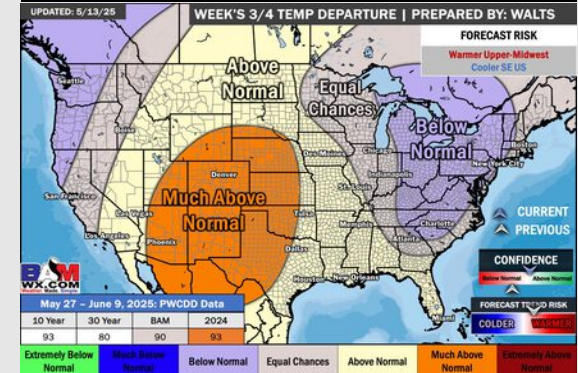 UPDATED: 5/13/25
WEEK'S 3/4 TEMP DEPARTURE | PREPARED BY: WALTS
FORECAST RISK
Warmer Upper-Midwest
Cooler SE US
Seattle
Above
Normal
Equal
Chances
Boise
Below
Normal
Boston
New York City
Des Moines
Chicago
Denver
Indianapolis
San Francisco
Much Above
Normal
St. Louis
Las Vegas
Tulsa
Charlotte
Memphis
Los Angeles
Phoenix
Atlanta
Dallas
CURRENT
PREVIOUS
Houston
New Orleans
Miami
CONFIDENCE
Below Normal
Above Normal
BAM
WX.COM
Weather Made Simple
FORECAST TREND RISK
COLDER
WARMER
May 27 – June 9, 2025: PWCDD Data
10 Year 30 Year BAM 2024
93 80 90 93
Extremely Below Normal
Much Below Normal
Below Normal
Equal Chances
Above Normal
Much Above Normal
Extremely Above Normal